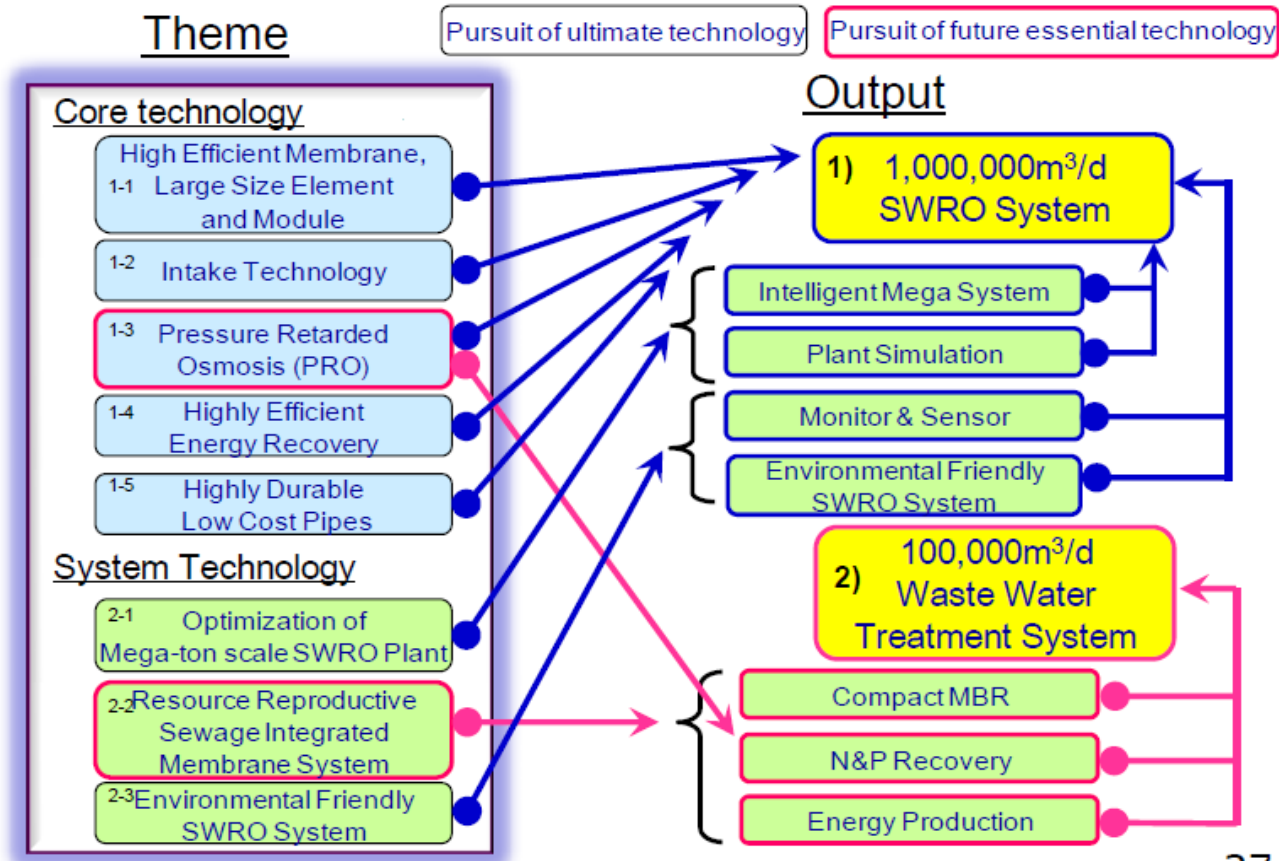 Theme
Pursuit of ultimate technology
Pursuit of future essential technology
Core technology
1-1
High Efficient Membrane,
Large Size Element
and Module
1-2
Intake Technology
1-3
Pressure Retarded
Osmosis (PRO)
1-4
Highly Efficient
Energy Recovery
1-5
Highly Durable
Low Cost Pipes
System Technology
2-1
Optimization of
Mega-ton scale SWRO Plant
2-2
Resource Reproductive
Sewage Integrated
Membrane System
2-3
Environmental Friendly
SWRO System
Output
1)
1,000,000m³/d
SWRO System
Intelligent Mega System
Plant Simulation
Monitor & Sensor
Environmental Friendly
SWRO System
2)
100,000m³/d
Waste Water
Treatment System
Compact MBR
N&P Recovery
Energy Production